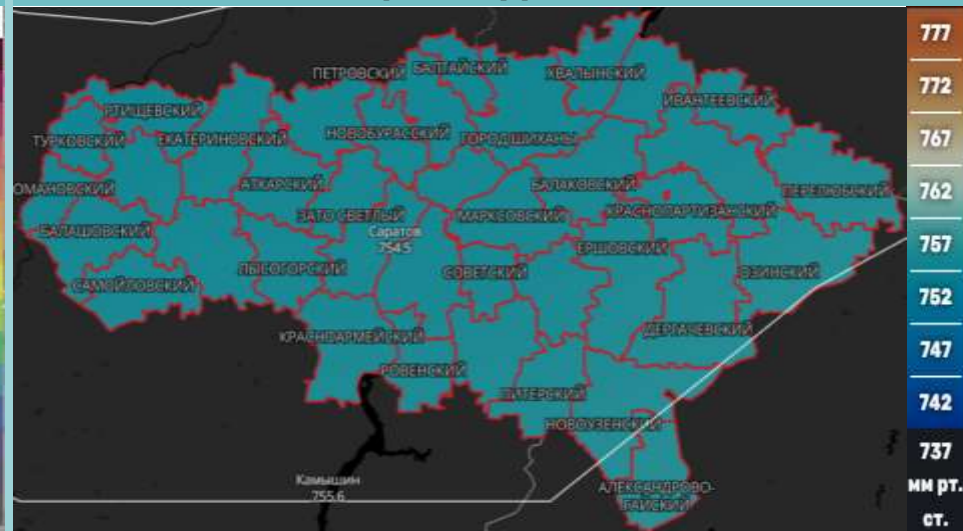 ПЕТРОВСКИЙ
БАЛТАЙСКИЙ
ХВАЛЫНСКИЙ
РТИЩЕВСКИЙ
ИВАНТЕЕВСКИЙ
ТУРКОВСКИЙ
ЕКАТЕРИНОВСКИЙ
НОВОБУРАССКИЙ
ГОРОД ШИХАНЫ
ОМАНОВСКИЙ
АТКАРСКИЙ
БАЛАКОВСКИЙ
ПЕРЕЛЮБСКИЙ
ЗАТО СВЕТЛЫЙ
МАРКСОВСКИЙ
КРАСНОПАРТИЗАНСКИЙ
БАЛАШОВСКИЙ
Саратов
754.5
ЕРШОВСКИЙ
ЛЫСОГОРСКИЙ
СОВЕТСКИЙ
ОЗИНСКИЙ
САМОЙЛОВСКИЙ
КРАСНОАРМЕЙСКИЙ
ДЕРГАЧЕВСКИЙ
РОВЕНСКИЙ
ПИТЕРСКИЙ
НОВОУЗЕНСКИЙ
Камышин
755.6
АЛЕКСАНДРОВО-
ГАЙСКИЙ
777
772
767
762
757
752
747
742
737
мм рт.
ст.